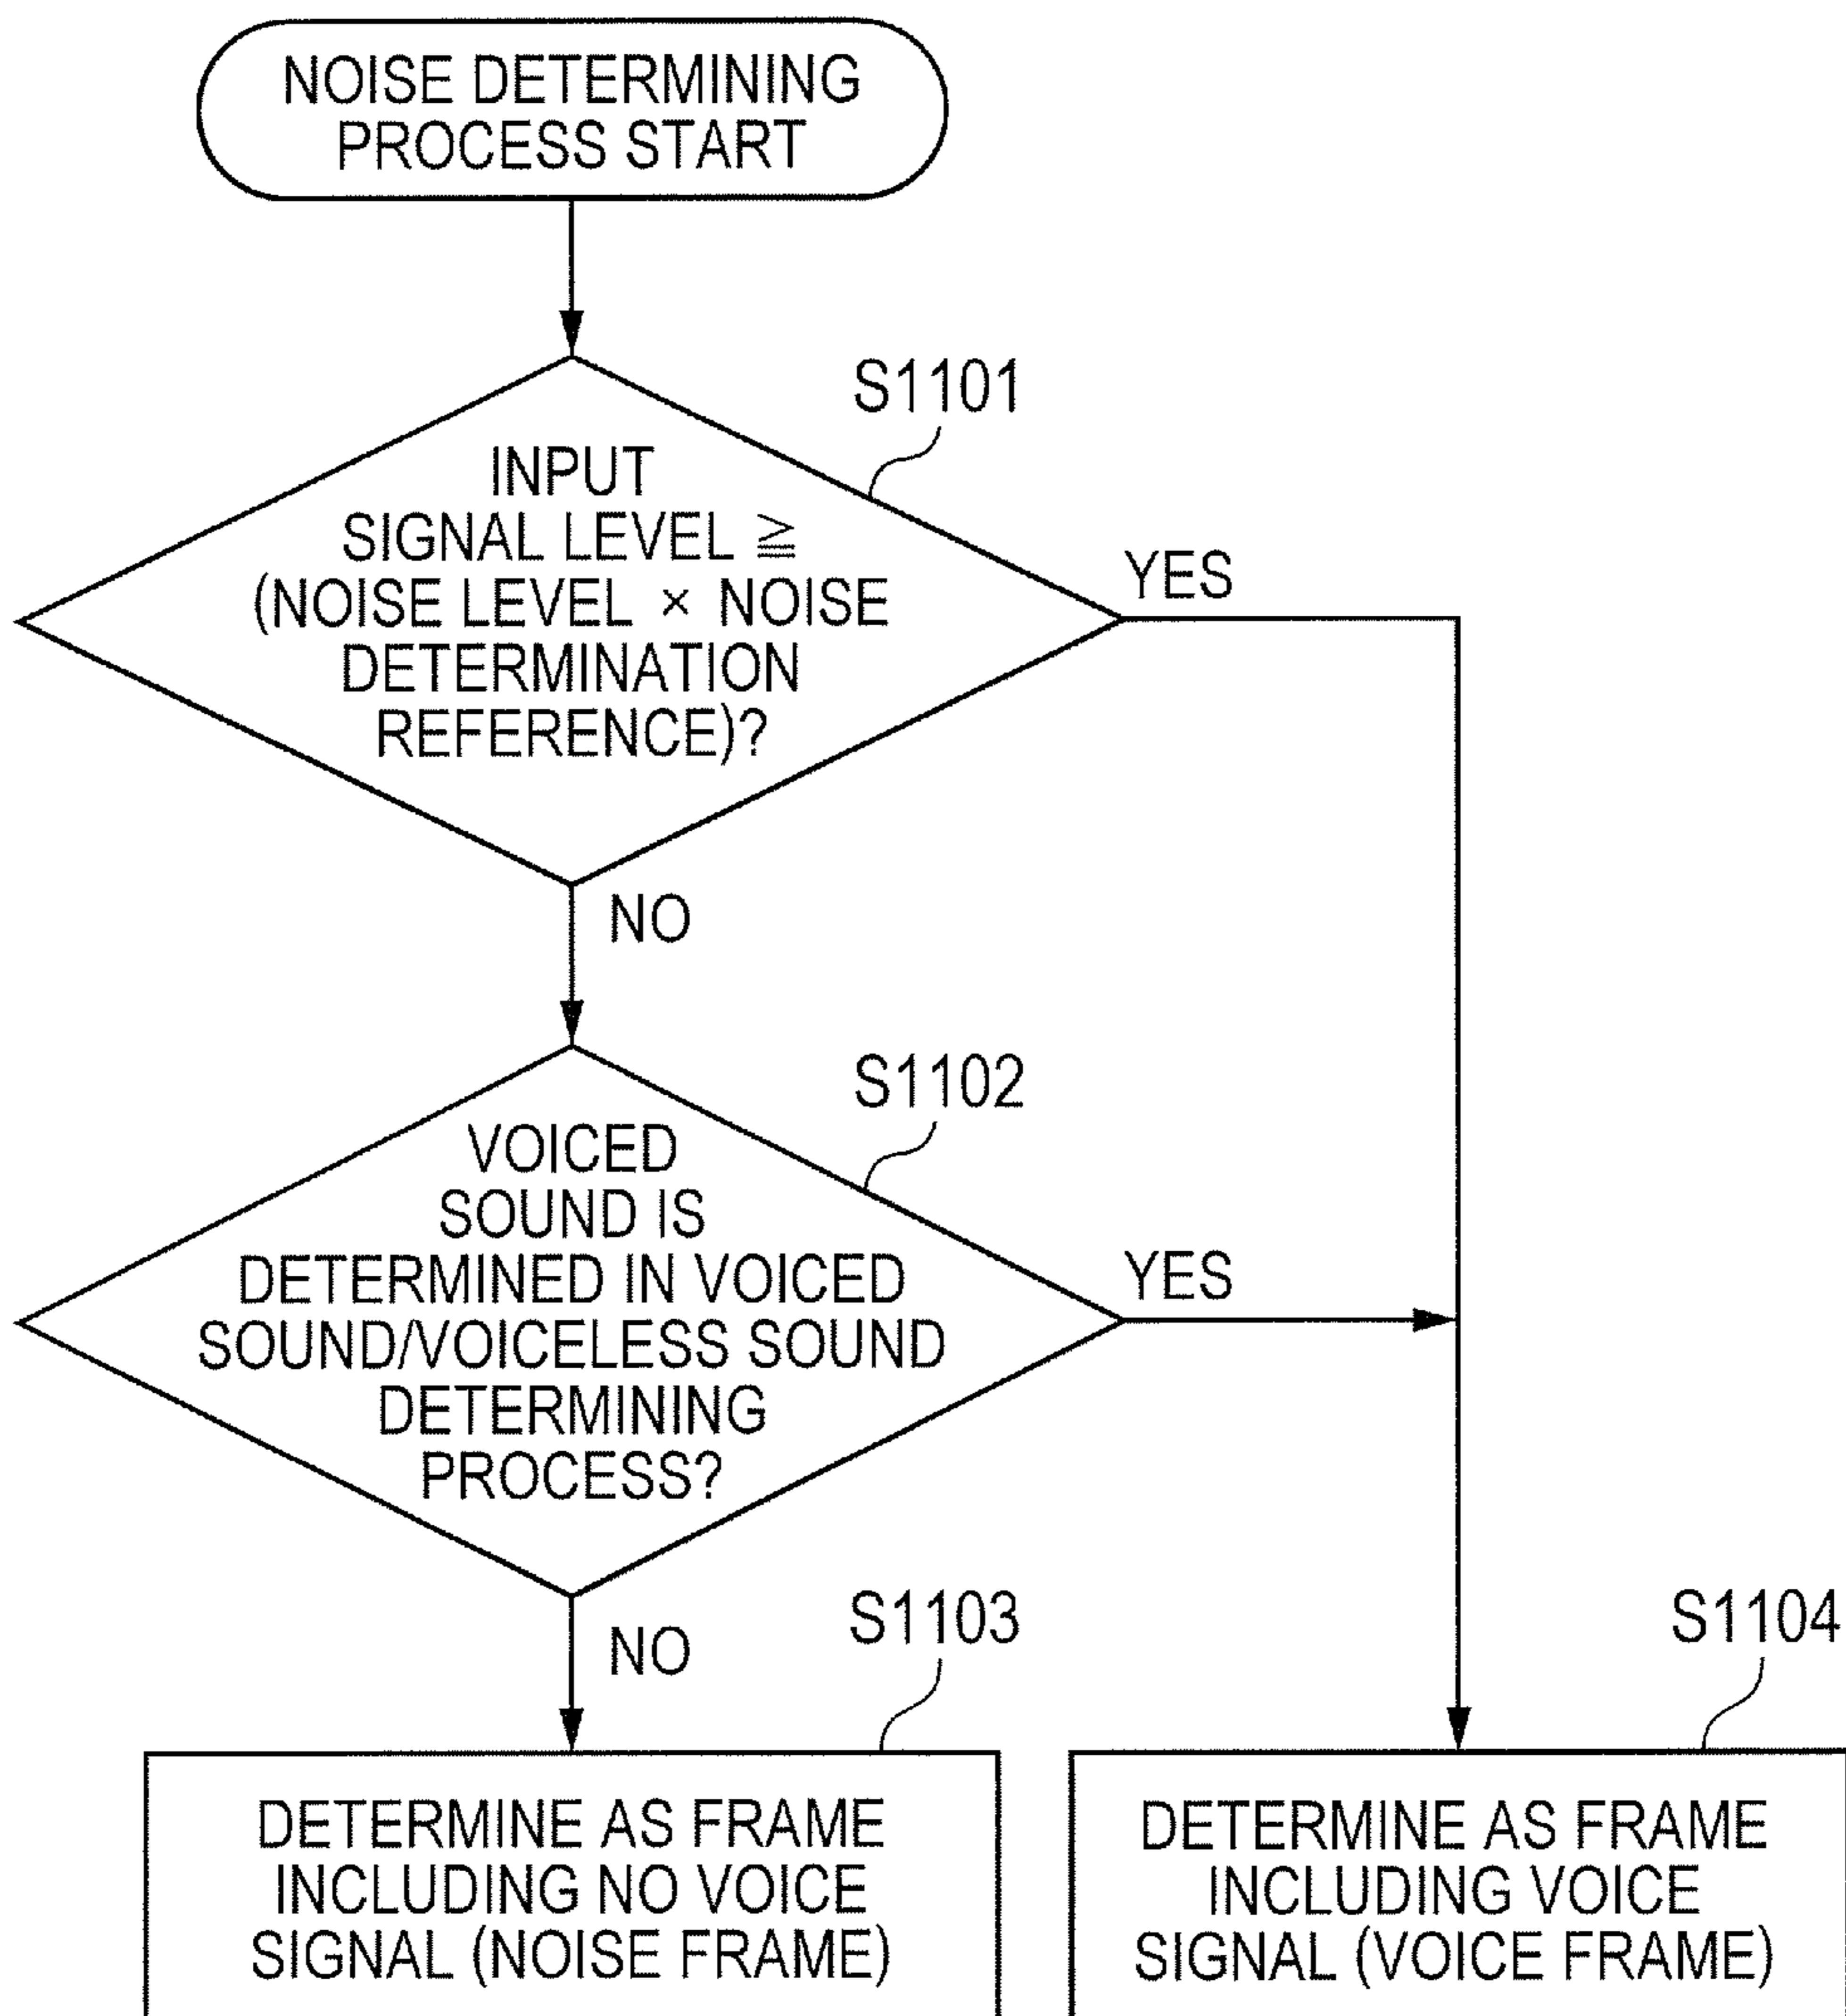 NOISE DETERMINING
PROCESS START
S1101
INPUT
SIGNAL LEVEL ≧
(NOISE LEVEL × NOISE
DETERMINATION
REFERENCE)?
YES
NO
S1102
VOICED
SOUND IS
DETERMINED IN VOICED
SOUND/VOICELESS SOUND
DETERMINING
PROCESS?
YES
NO
S1103
DETERMINE AS FRAME
INCLUDING NO VOICE
SIGNAL (NOISE FRAME)
S1104
DETERMINE AS FRAME
INCLUDING VOICE
SIGNAL (VOICE FRAME)